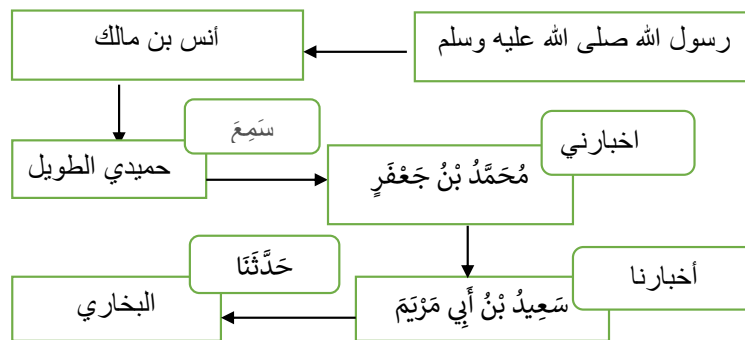 رسول الله صلى الله عليه وسلم
أنس بن مالك
سَمِعَ
حميدي الطويل
اخبارني
مُحَمَّدُ بْنُ جَعْفَرٍ
أخبارنا
سَعِيدُ بْنُ أَبِي مَرْيَمَ
حَدَّثَنَا
البخاري